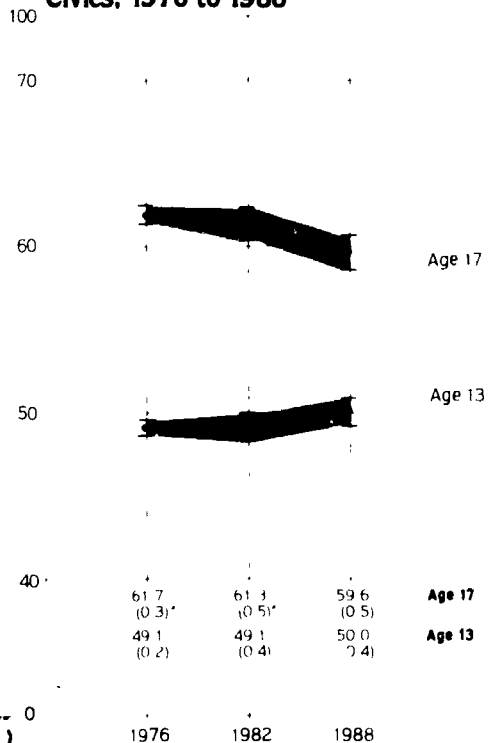 Civics, 1976 to 1988
100
70
60
Age 17
Age 13
50
40
61.7 61.3 59.6 Age 17
(0.3)* (0.5)* (0.5)
49.1 49.1 50.0 Age 13
(0.2) (0.4) 0.4)
0
)
1976 1982 1988